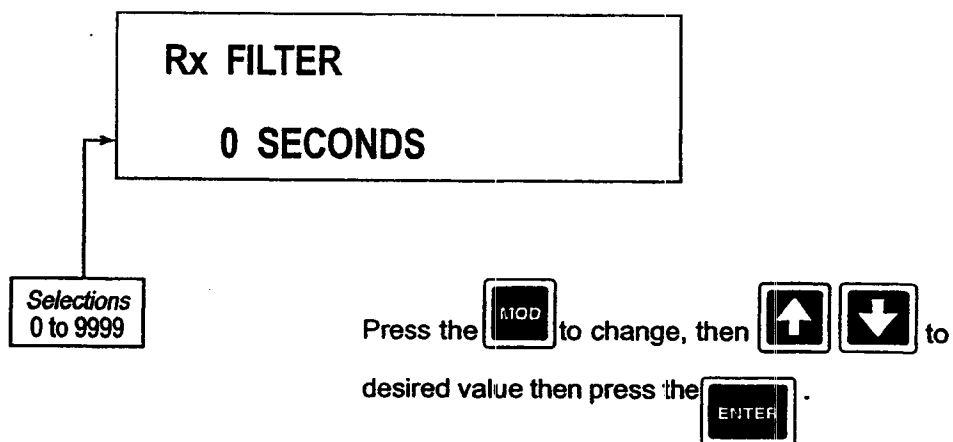 Rx FILTER
0 SECONDS
Selections
0 to 9999
Press the MOD to change, then to
desired value then press the ENTER .